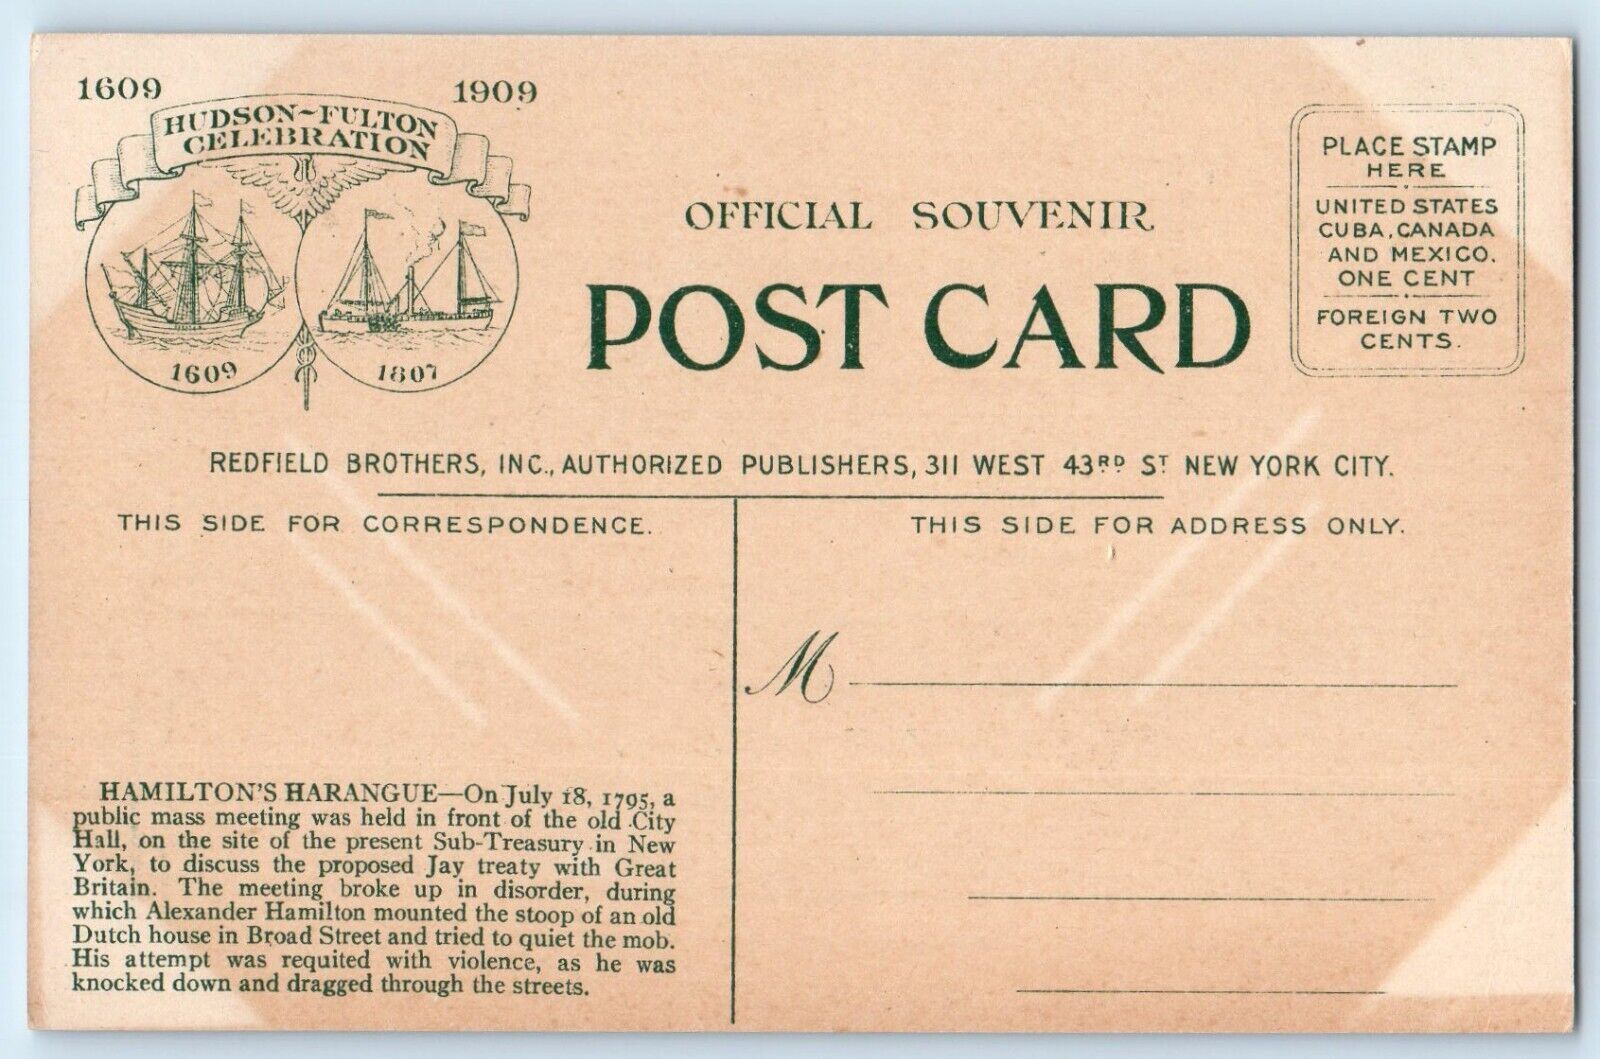 1609 1909
HUDSON~FULTON
CELEBRATION
1609 1807
OFFICIAL SOUVENIR
POST CARD
PLACE STAMP
HERE
UNITED STATES
CUBA, CANADA
AND MEXICO.
ONE CENT
FOREIGN TWO
CENTS.
REDFIELD BROTHERS, INC., AUTHORIZED PUBLISHERS, 311 WEST 43RD ST NEW YORK CITY.
THIS SIDE FOR CORRESPONDENCE.
THIS SIDE FOR ADDRESS ONLY.
M
HAMILTON'S HARANGUE—On July 18, 1795, a
public mass meeting was held in front of the old City
Hall, on the site of the present Sub-Treasury in New
York, to discuss the proposed Jay treaty with Great
Britain. The meeting broke up in disorder, during
which Alexander Hamilton mounted the stoop of an old
Dutch house in Broad Street and tried to quiet the mob.
His attempt was requited with violence, as he was
knocked down and dragged through the streets.